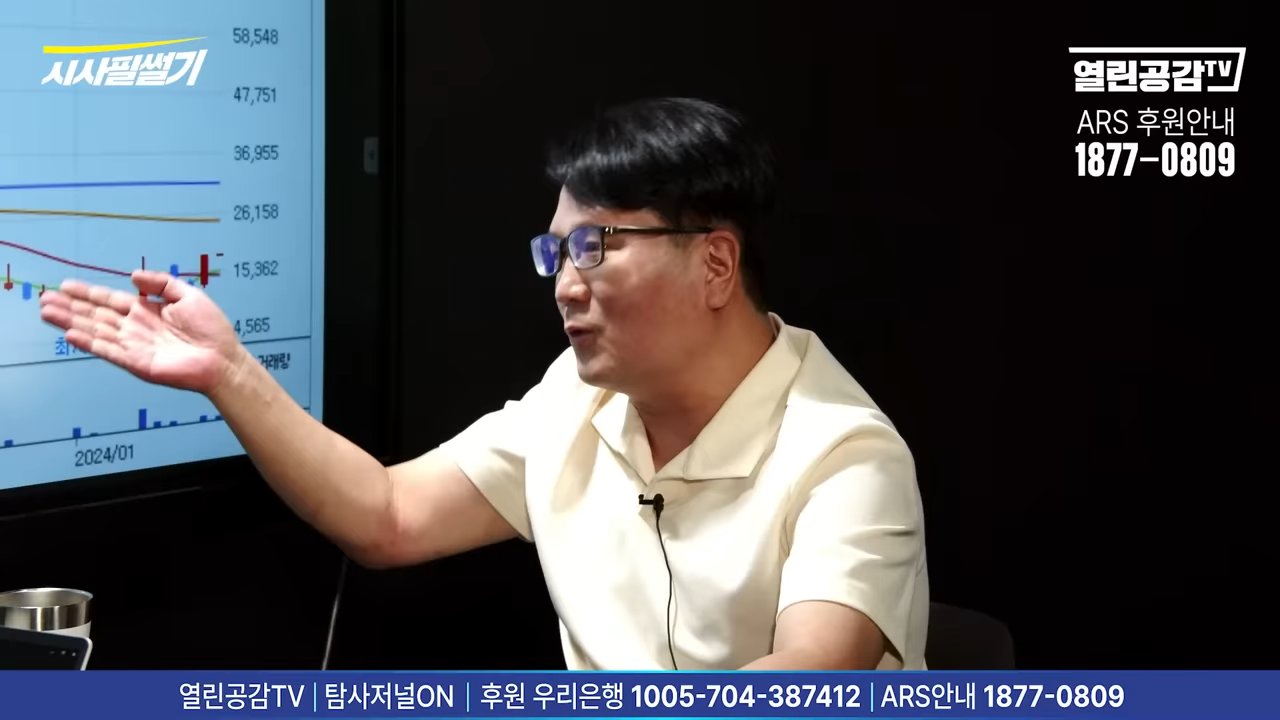 시사필썰기
열린공감TV
ARS 후원안내
1877-0809
58,548
47,751
36,955
26,158
15,362
4,565
거래량
2024/01
열린공감TV | 탐사저널ON | 후원 우리은행 1005-704-387412 | ARS안내 1877-0809